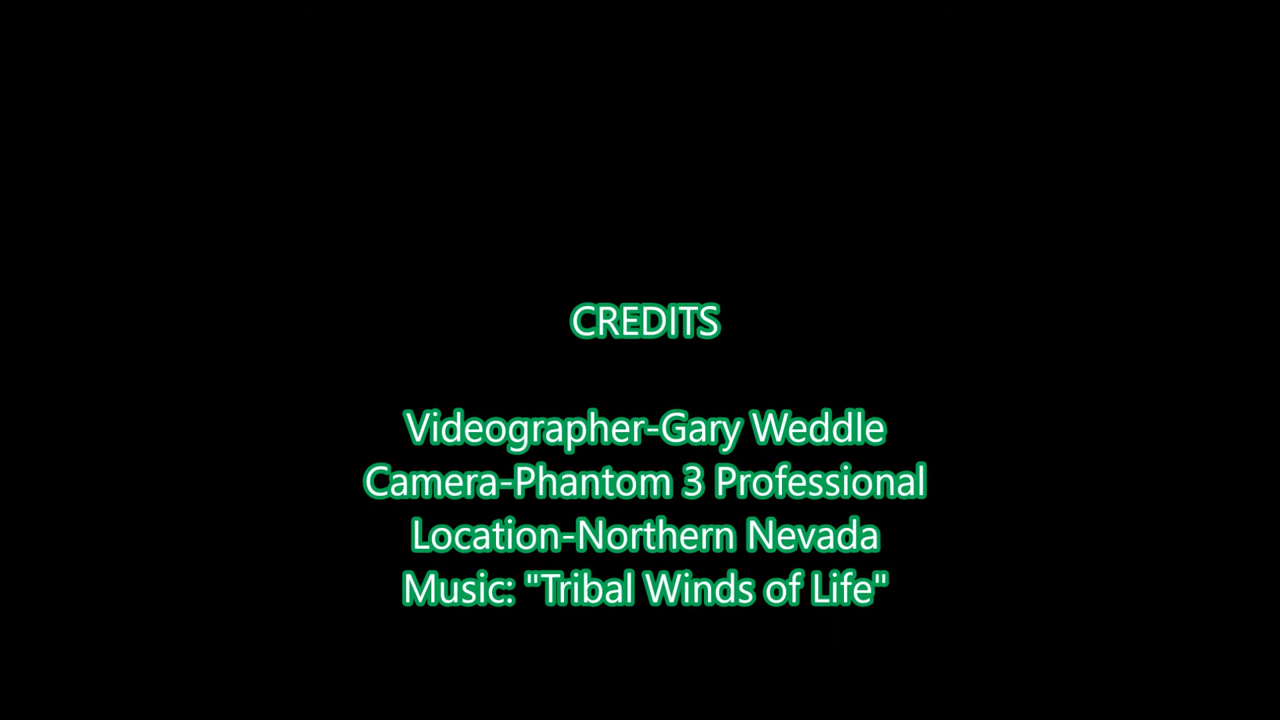 CREDITS
Videographer-Gary Weddle
Camera-Phantom 3 Professional
Location-Northern Nevada
Music: "Tribal Winds of Life"